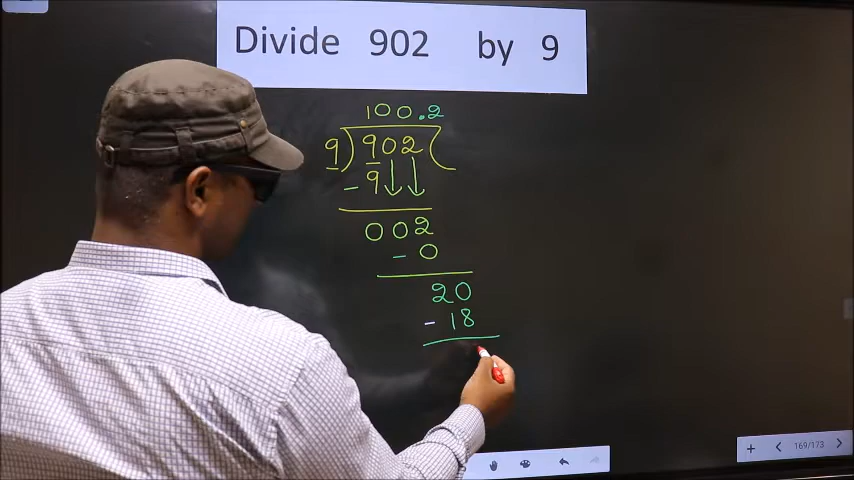 Divide 902 by 9
100.2
9) 902 (
- 9 ↓ ↓
002
- 0
20
- 18
+ < 169/173 >